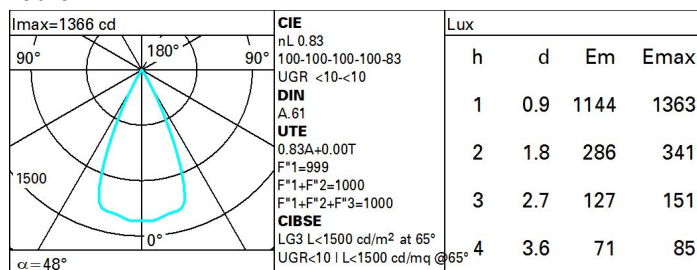 Imax=1366 cd
90° 180° 90°
1500
0°
α=48°
CIE
nL 0.83
100-100-100-100-83
UGR <10-<10
DIN
A.61
UTE
0.83A+0.00T
F"1=999
F"1+F"2=1000
F"1+F"2+F"3=1000
CIBSE
LG3 L<1500 cd/m² at 65°
UGR<10 | L<1500 cd/mq @65°
Lux
h d Em Emax
1 0.9 1144 1363
2 1.8 286 341
3 2.7 127 151
4 3.6 71 85